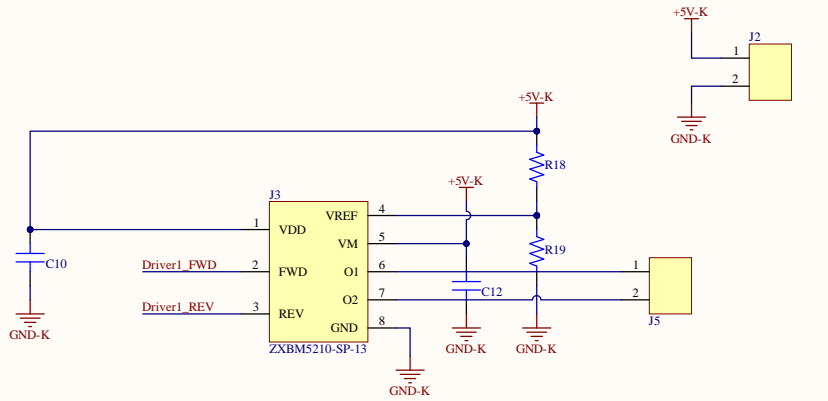 +5V-K
J2
1
2
GND-K
+5V-K
R18
+5V-K
J3
1 VDD
VREF 4
VM 5
2 FWD
O1 6
3 REV
O2 7
GND 8
ZXBM5210-SP-13
C10
Driver1_FWD
Driver1_REV
GND-K
R19
C12
1
2
J5
GND-K
GND-K
GND-K